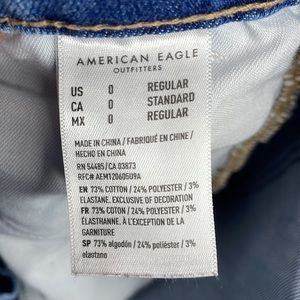 AMERICAN EAGLE
OUTFITTERS
US 0 REGULAR
CA 0 STANDARD
MX 0 REGULAR
MADE IN CHINA / FABRIQUÉ EN CHINE /
HECHO EN CHINA
RN 54485/CA 03873
RFC# AEM120605U9A
EN 73% COTTON / 24% POLYESTER / 3%
ELASTANE. EXCLUSIVE OF DECORATION
FR 73% COTON / 24% POLYESTER / 3%
ÉLASTHANNE. À L'EXCEPTION DE LA
GARNITURE
SP 73% algodón / 24% poliéster / 3%
elastano